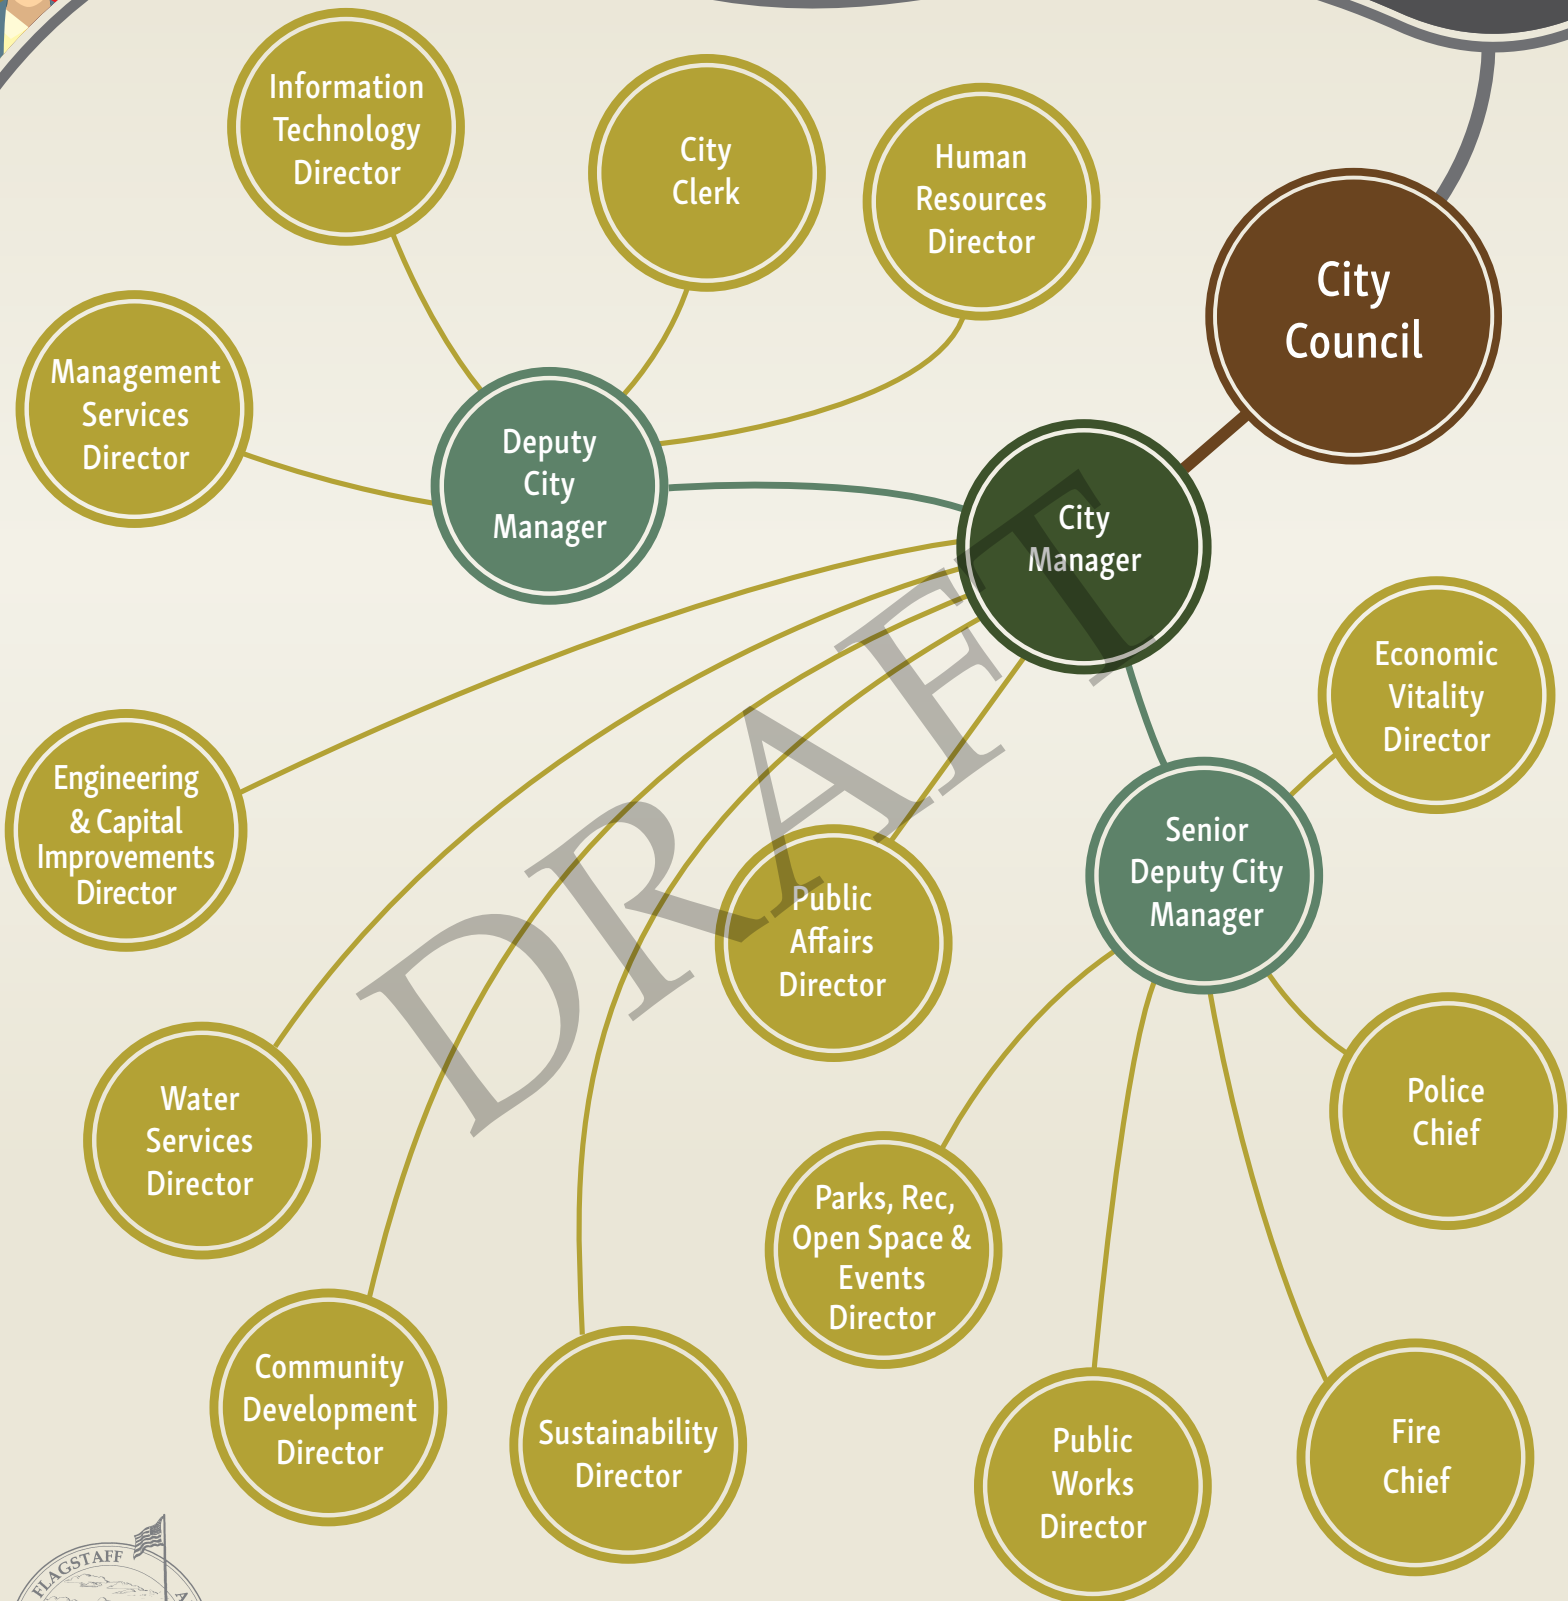 Information
Technology
Director
City
Clerk
Human
Resources
Director
City
Council
Management
Services
Director
Deputy
City
Manager
City
Manager
Economic
Vitality
Director
Engineering
& Capital
Improvements
Director
Senior
Deputy City
Manager
Public
Affairs
Director
DRAFT
Water
Services
Director
Police
Chief
Parks, Rec,
Open Space &
Events
Director
Community
Development
Director
Sustainability
Director
Public
Works
Director
Fire
Chief
FLAGSTAFF